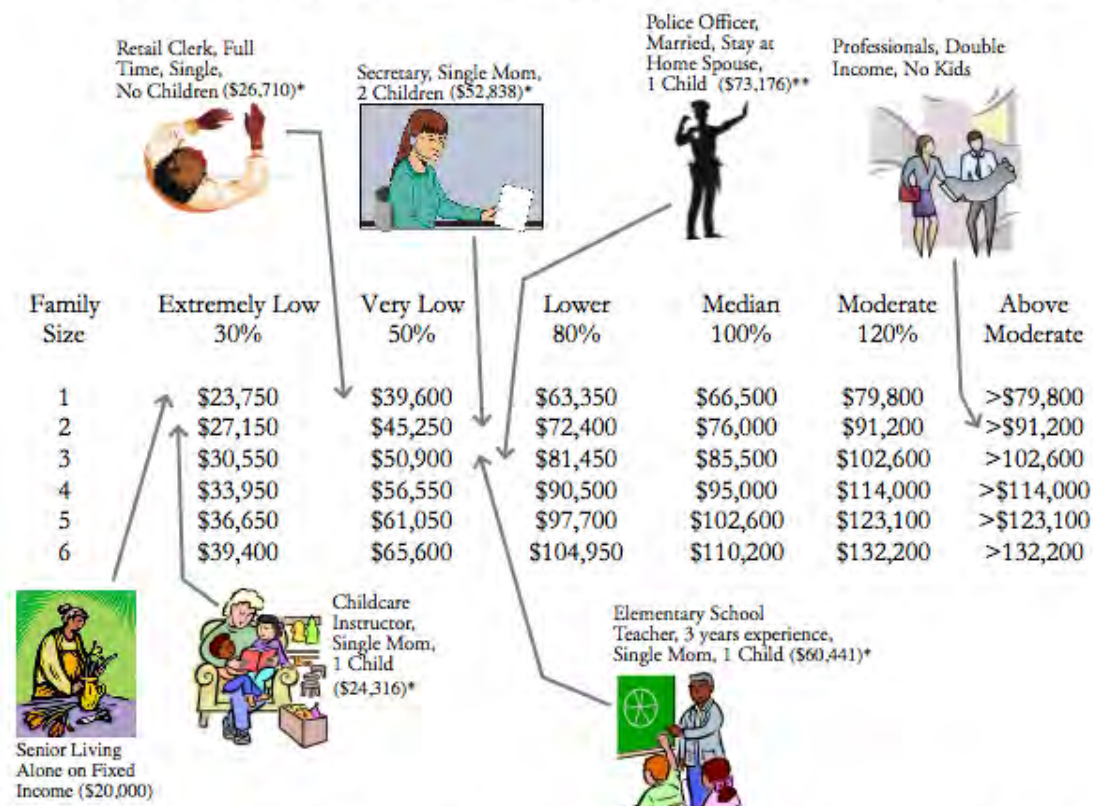 Retail Clerk, Full
Time, Single,
No Children ($26,710)*
Secretary, Single Mom,
2 Children ($52,838)*
Police Officer,
Married, Stay at
Home Spouse,
1 Child ($73,176)**
Professionals, Double
Income, No Kids
Family Size Extremely Low 30% Very Low 50% Lower 80% Median 100% Moderate 120% Above Moderate
1 $23,750 $39,600 $63,350 $66,500 $79,800 >$79,800
2 $27,150 $45,250 $72,400 $76,000 $91,200 >$91,200
3 $30,550 $50,900 $81,450 $85,500 $102,600 >102,600
4 $33,950 $56,550 $90,500 $95,000 $114,000 >$114,000
5 $36,650 $61,050 $97,700 $102,600 $123,100 >$123,100
6 $39,400 $65,600 $104,950 $110,200 $132,200 >132,200
Senior Living
Alone on Fixed
Income ($20,000)
Childcare
Instructor,
Single Mom,
1 Child
($24,316)*
Elementary School
Teacher, 3 years experience,
Single Mom, 1 Child ($60,441)*